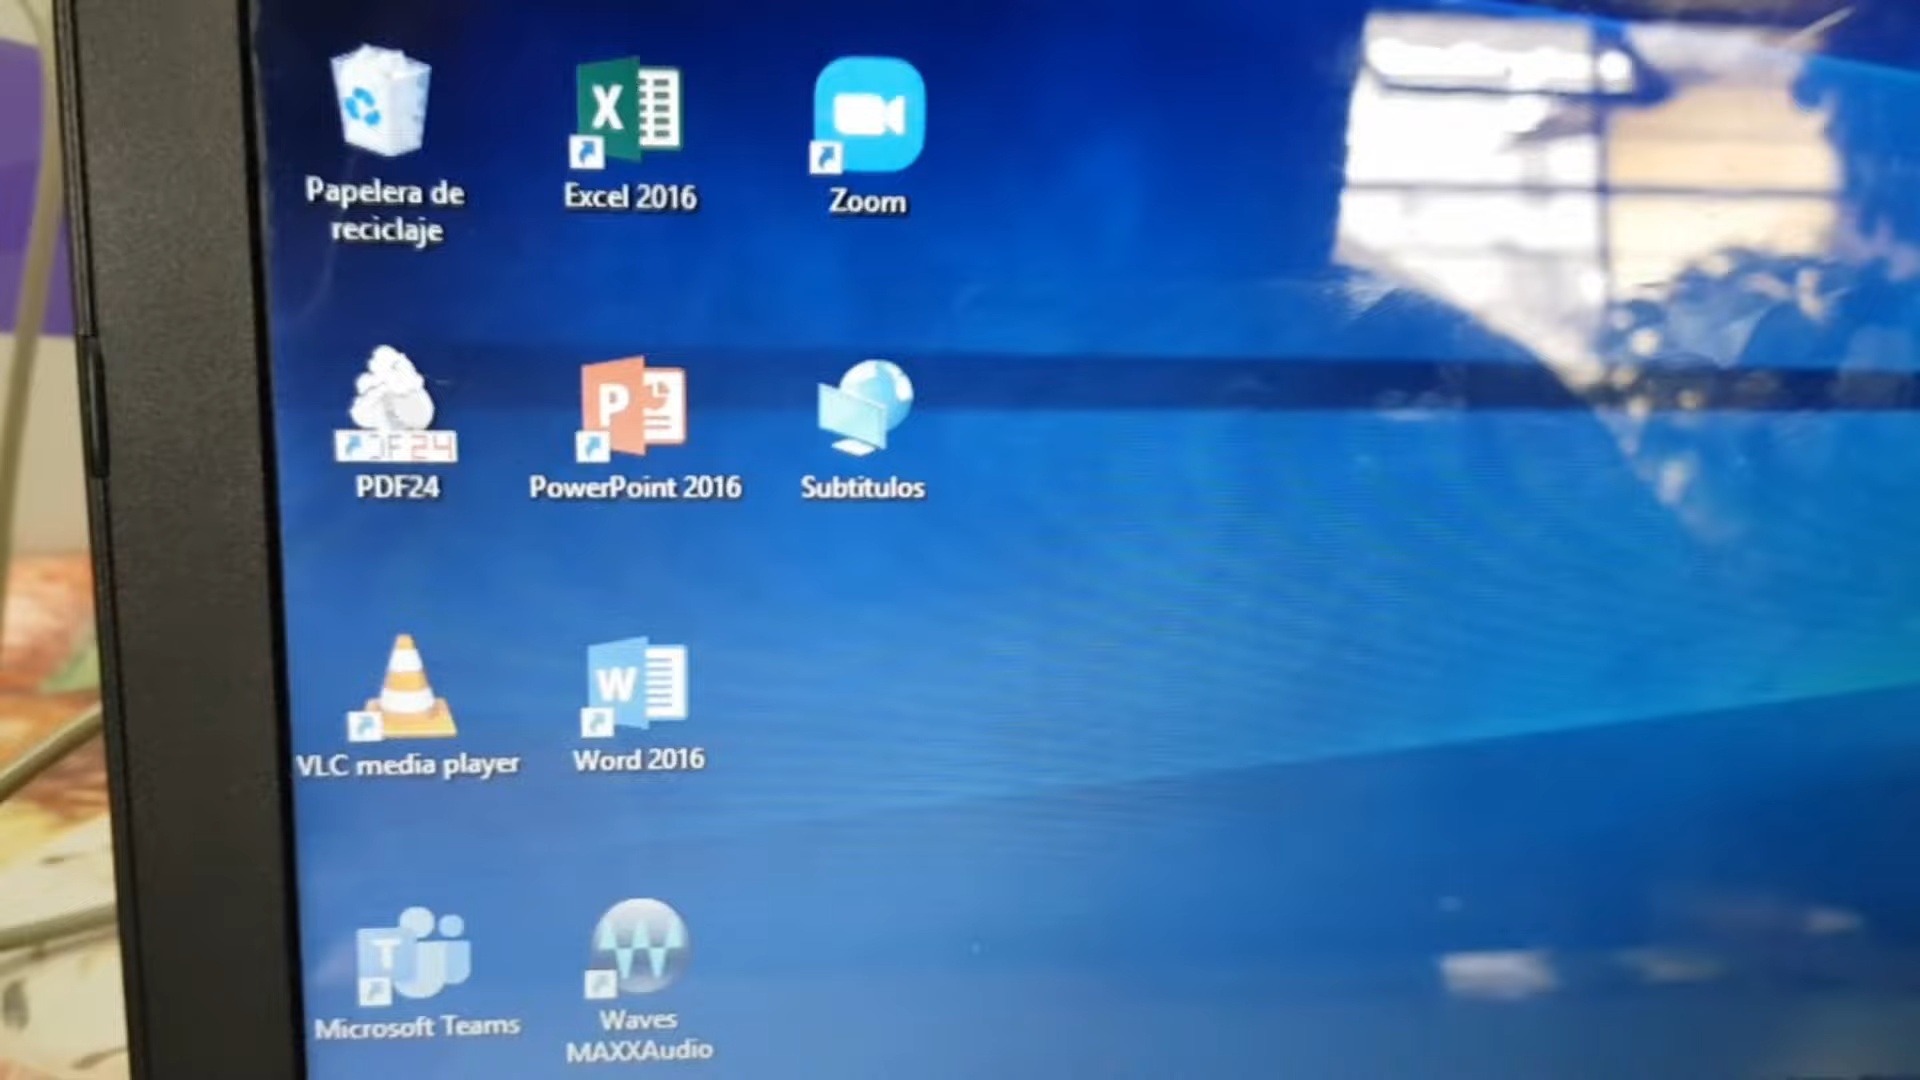 Papelera de
reciclaje
Excel 2016
Zoom
PDF24
PowerPoint 2016
Subtitulos
VLC media player
Word 2016
Microsoft Teams
Waves
MAXXAudio